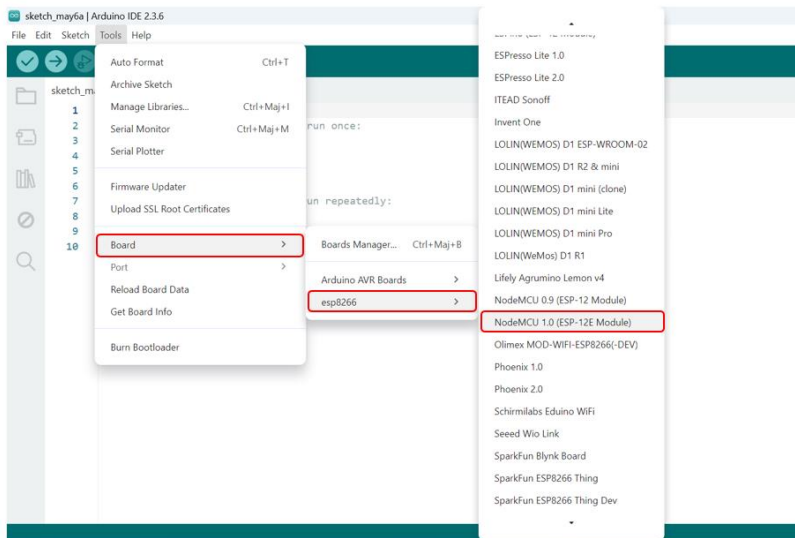 sketch_may6a | Arduino IDE 2.3.6
File Edit Sketch Tools Help
sketch_m
1
2
3
4
5
6
7
8
9
10
run once:
un repeatedly:
Auto Format Ctrl+T
Archive Sketch
Manage Libraries... Ctrl+Maj+I
Serial Monitor Ctrl+Maj+M
Serial Plotter
Firmware Updater
Upload SSL Root Certificates
Board >
Port >
Reload Board Data
Get Board Info
Burn Bootloader
Boards Manager... Ctrl+Maj+B
Arduino AVR Boards >
esp8266 >
ESPresso Lite 1.0
ESPresso Lite 2.0
ITEAD Sonoff
Invent One
LOLIN(WEMOS) D1 ESP-WROOM-02
LOLIN(WEMOS) D1 R2 & mini
LOLIN(WEMOS) D1 mini (clone)
LOLIN(WEMOS) D1 mini Lite
LOLIN(WEMOS) D1 mini Pro
LOLIN(WeMos) D1 R1
Lifely Agrumino Lemon v4
NodeMCU 0.9 (ESP-12 Module)
NodeMCU 1.0 (ESP-12E Module)
Olimex MOD-WIFI-ESP8266(-DEV)
Phoenix 1.0
Phoenix 2.0
Schirmilabs Eduino WiFi
Seeed Wio Link
SparkFun Blynk Board
SparkFun ESP8266 Thing
SparkFun ESP8266 Thing Dev